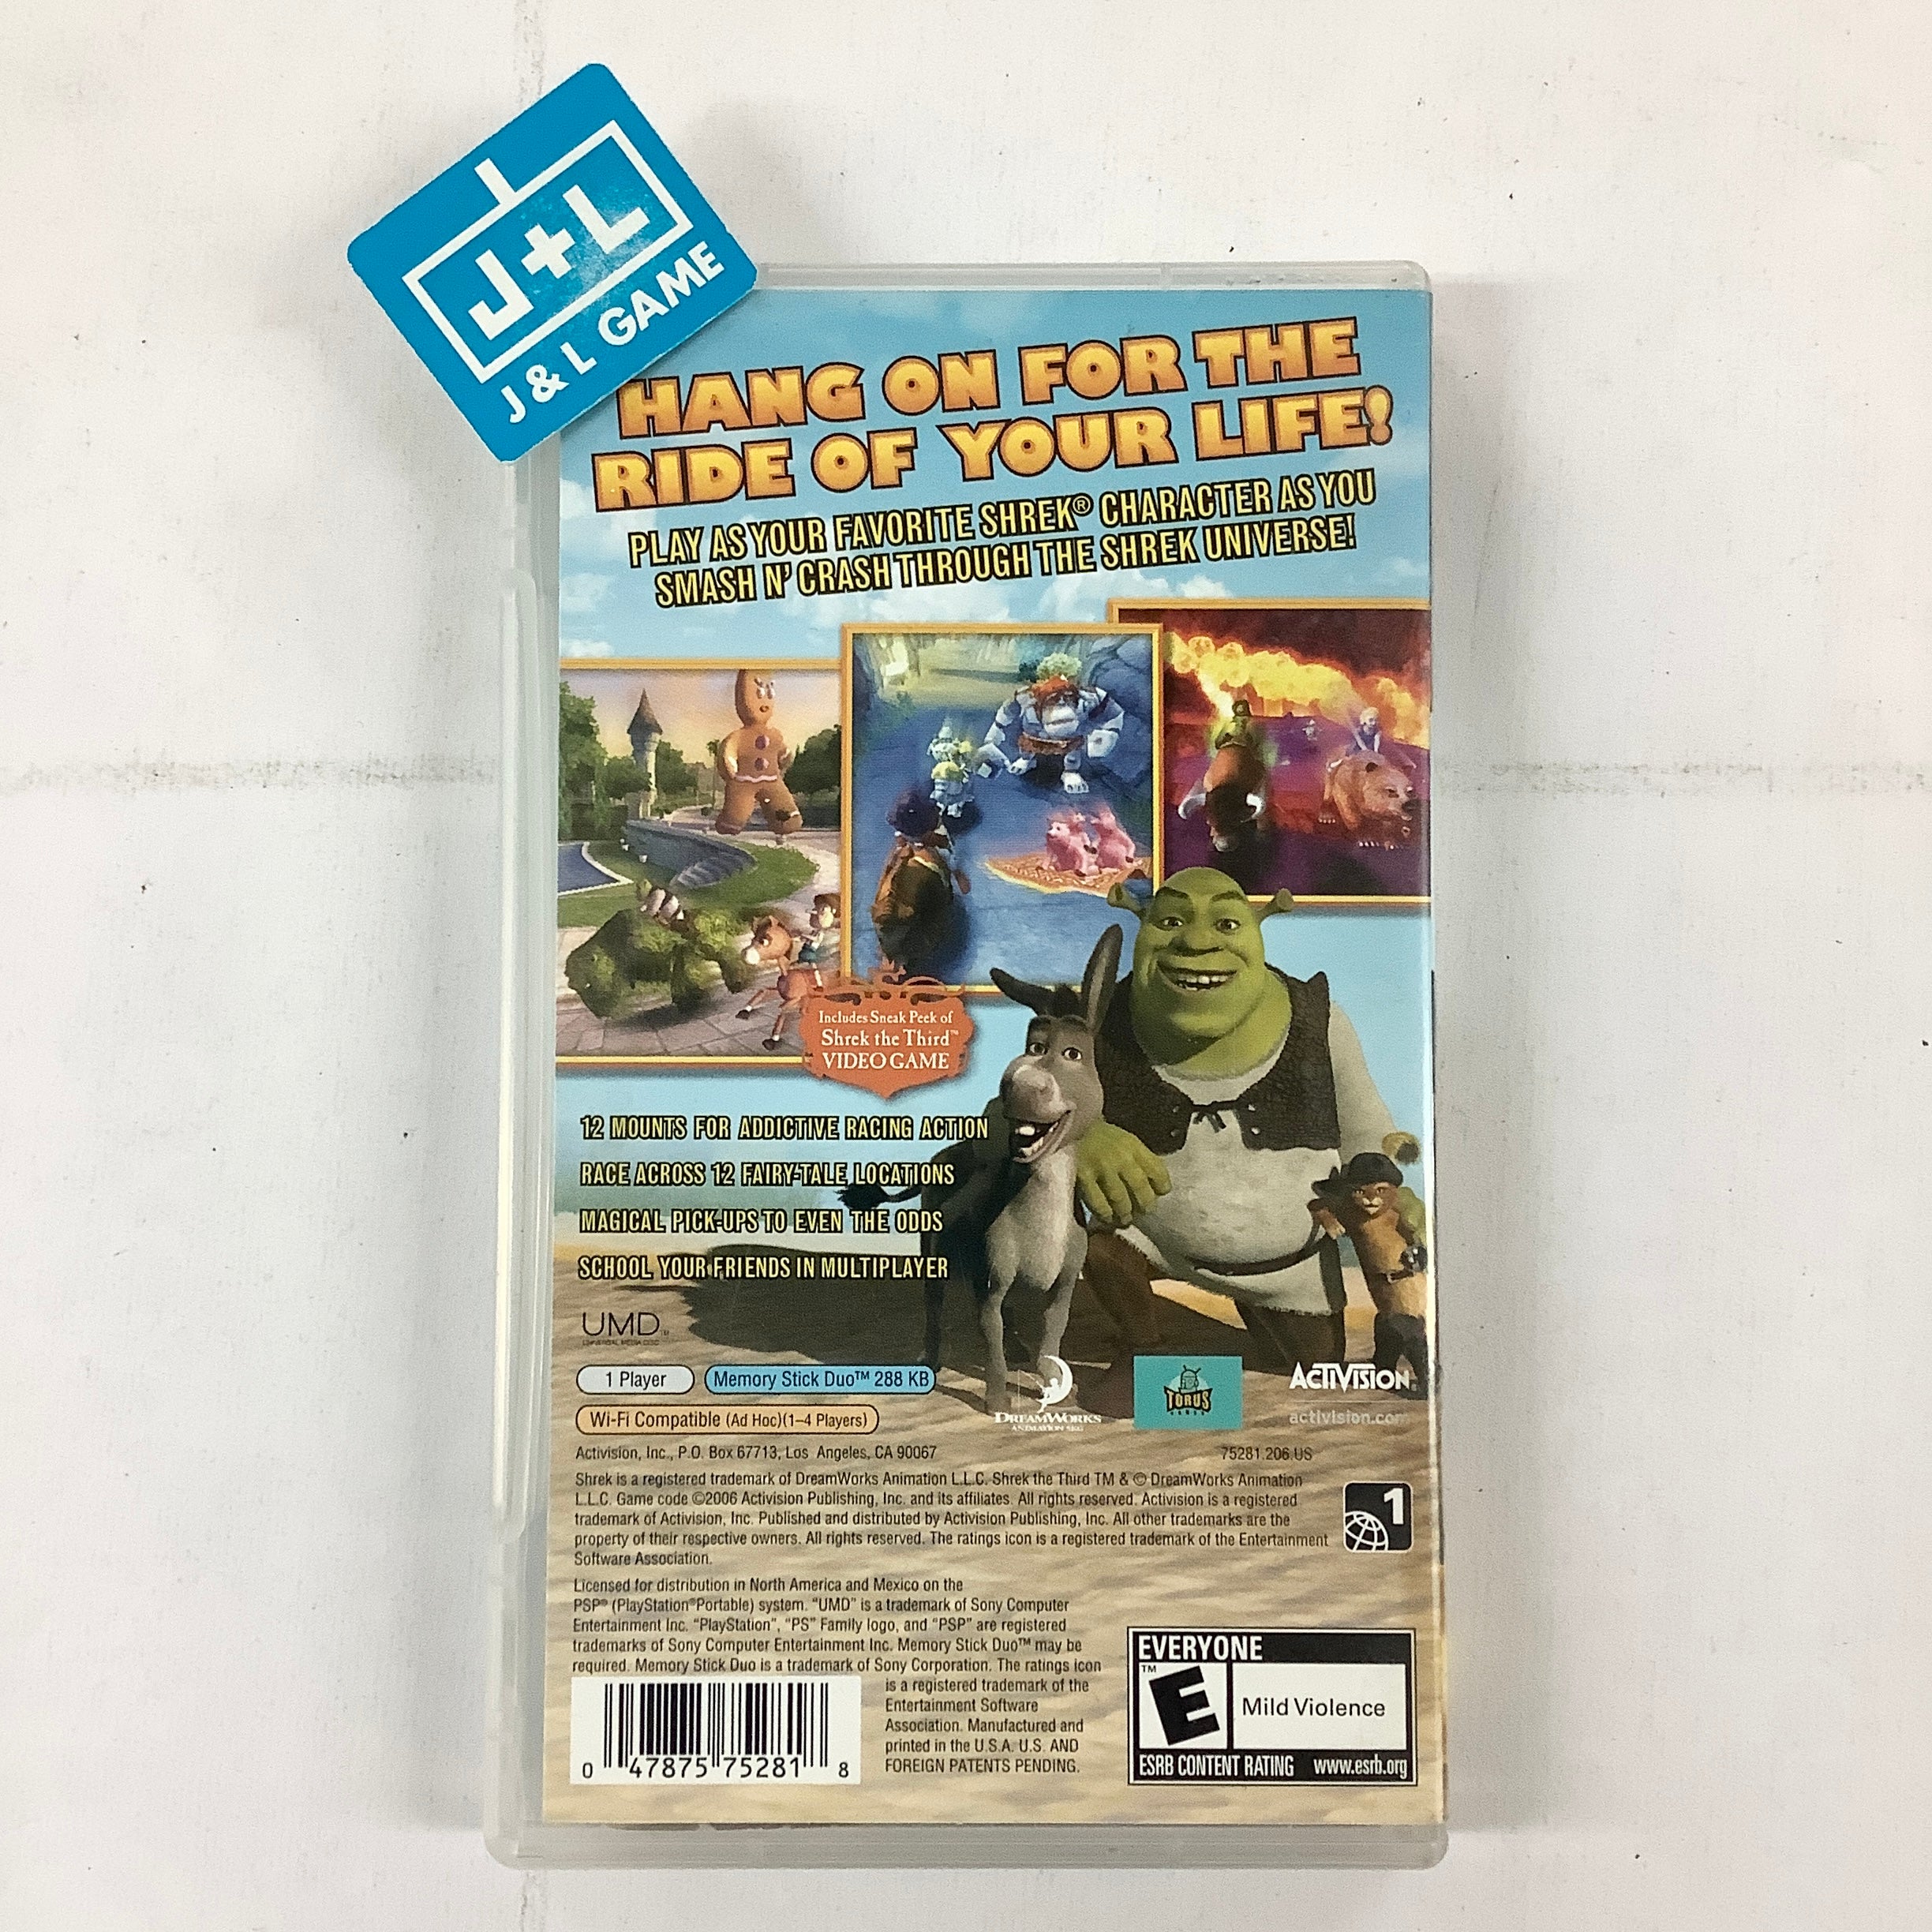 J+L
J & L GAME
HANG ON FOR THE
RIDE OF YOUR LIFE!
PLAY AS YOUR FAVORITE SHREK® CHARACTER AS YOU
SMASH N' CRASH THROUGH THE SHREK UNIVERSE!
Includes Sneak Peek of
Shrek the Third™
VIDEO GAME
12 MOUNTS FOR ADDICTIVE RACING ACTION
RACE ACROSS 12 FAIRY-TALE LOCATIONS
MAGICAL PICK-UPS TO EVEN THE ODDS
SCHOOL YOUR FRIENDS IN MULTIPLAYER
UMD™
UNIVERSAL MEDIA DISC
1 Player
Memory Stick Duo™ 288 KB
Wi-Fi Compatible (Ad Hoc)(1–4 Players)
DREAMWORKS
ANIMATION SKG
TORUS
GAMES
ACTIVISION®
activision.com
Activision, Inc., P.O. Box 67713, Los Angeles, CA 90067
75281.206.US
Shrek is a registered trademark of DreamWorks Animation L.L.C. Shrek the Third TM & © DreamWorks Animation
L.L.C. Game code ©2006 Activision Publishing, Inc. and its affiliates. All rights reserved. Activision is a registered
trademark of Activision, Inc. Published and distributed by Activision Publishing, Inc. All other trademarks are the
property of their respective owners. All rights reserved. The ratings icon is a registered trademark of the Entertainment
Software Association.
1
Licensed for distribution in North America and Mexico on the
PSP® (PlayStation®Portable) system. “UMD” is a trademark of Sony Computer
Entertainment Inc. “PlayStation”, “PS” Family logo, and “PSP” are registered
trademarks of Sony Computer Entertainment Inc. Memory Stick Duo™ may be
required. Memory Stick Duo is a trademark of Sony Corporation. The ratings icon
is a registered trademark of the
Entertainment Software
Association. Manufactured and
printed in the U.S.A. U.S. AND
FOREIGN PATENTS PENDING.
0 47875 75281 8
EVERYONE
™
E
Mild Violence
ESRB CONTENT RATING www.esrb.org